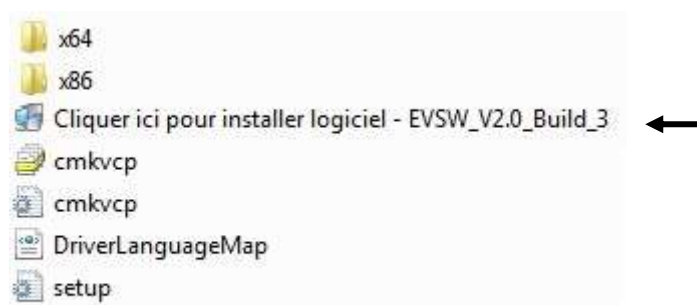 x64
x86
Cliquer ici pour installer logiciel - EVSW_V2.0_Build_3
cmkvcp
cmkvcp
DriverLanguageMap
setup